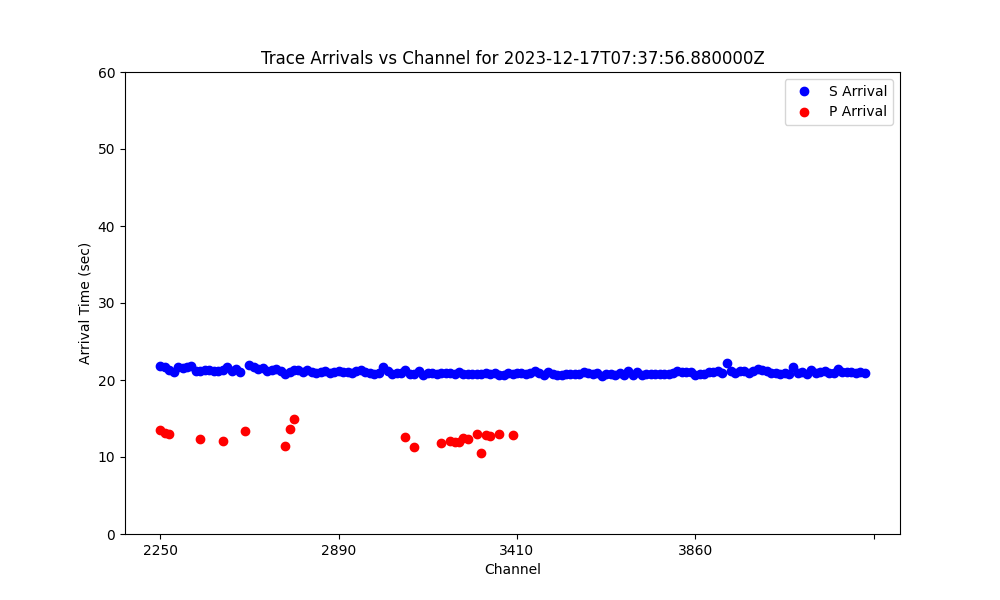 Trace Arrivals vs Channel for 2023-12-17T07:37:56.880000Z
S Arrival
P Arrival
60
50
40
30
20
10
0
Arrival Time (sec)
2250 2890 3410 3860
Channel